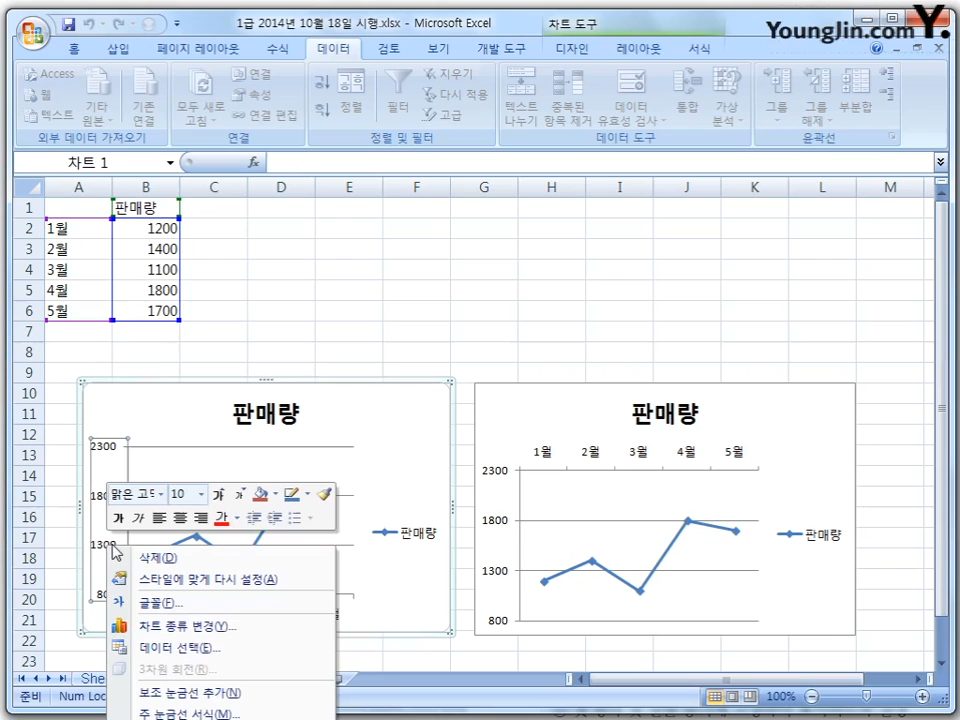 1급 2014년 10월 18일 시행.xlsx - Microsoft Excel
차트 도구
YoungJin.com Y.
홈 삽입 페이지 레이아웃 수식 데이터 검토 보기 개발 도구 디자인 레이아웃 서식
Access
웹
텍스트
기타 원본
기존 연결
외부 데이터 가져오기
모두 새로 고침
연결
속성
연결 편집
연결
정렬
필터
지우기
다시 적용
고급
정렬 및 필터
텍스트 나누기
중복된 항목 제거
데이터 유효성 검사
통합
가상 분석
데이터 도구
그룹
그룹 해제
부분합
윤곽선
차트 1 fx
A B C D E F G H I J K L M
1 판매량
2 1월 1200
3 2월 1400
4 3월 1100
5 4월 1800
6 5월 1700
7
8
9
10
11
12
13
14
15
16
17
18
19
20
21
22
23
판매량
2300
1300
판매량
판매량
1월 2월 3월 4월 5월
2300
1800
1300
800
판매량
맑은 고딕 10 가 가
가 가 가
삭제(D)
스타일에 맞게 다시 설정(A)
글꼴(F)...
차트 종류 변경(Y)...
데이터 선택(E)...
3차원 회전(R)...
보조 눈금선 추가(N)
주 눈금선 서식(M)...
준비 Num Loc
100%